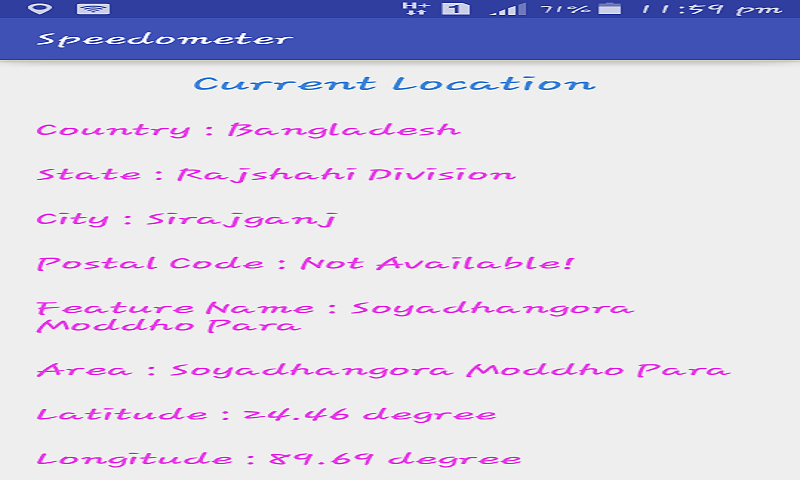 H+ 1 71% 11:59 pm
Speedometer
Current Location
Country : Bangladesh
State : Rajshahi Division
City : Sirajganj
Postal Code : Not Available!
Feature Name : Soyadhangora
Moddho Para
Area : Soyadhangora Moddho Para
Latitude : 24.46 degree
Longitude : 89.69 degree